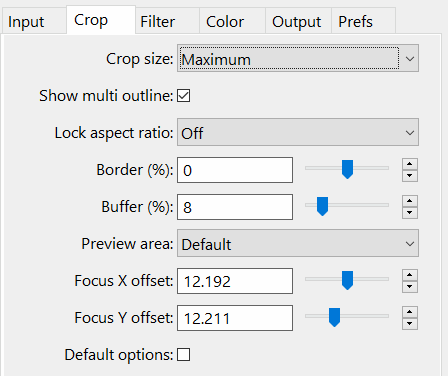 Input Crop Filter Color Output Prefs
Crop size: Maximum
Show multi outline:
Lock aspect ratio: Off
Border (%): 0
Buffer (%): 8
Preview area: Default
Focus X offset: 12.192
Focus Y offset: 12.211
Default options: